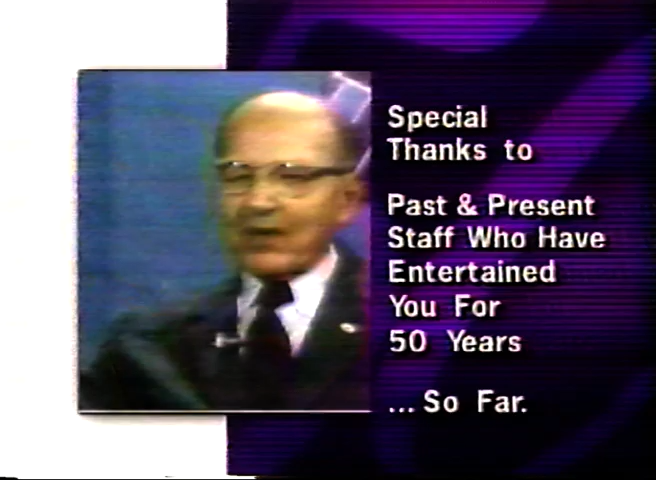 Special
Thanks to
Past & Present
Staff Who Have
Entertained
You For
50 Years
... So Far.